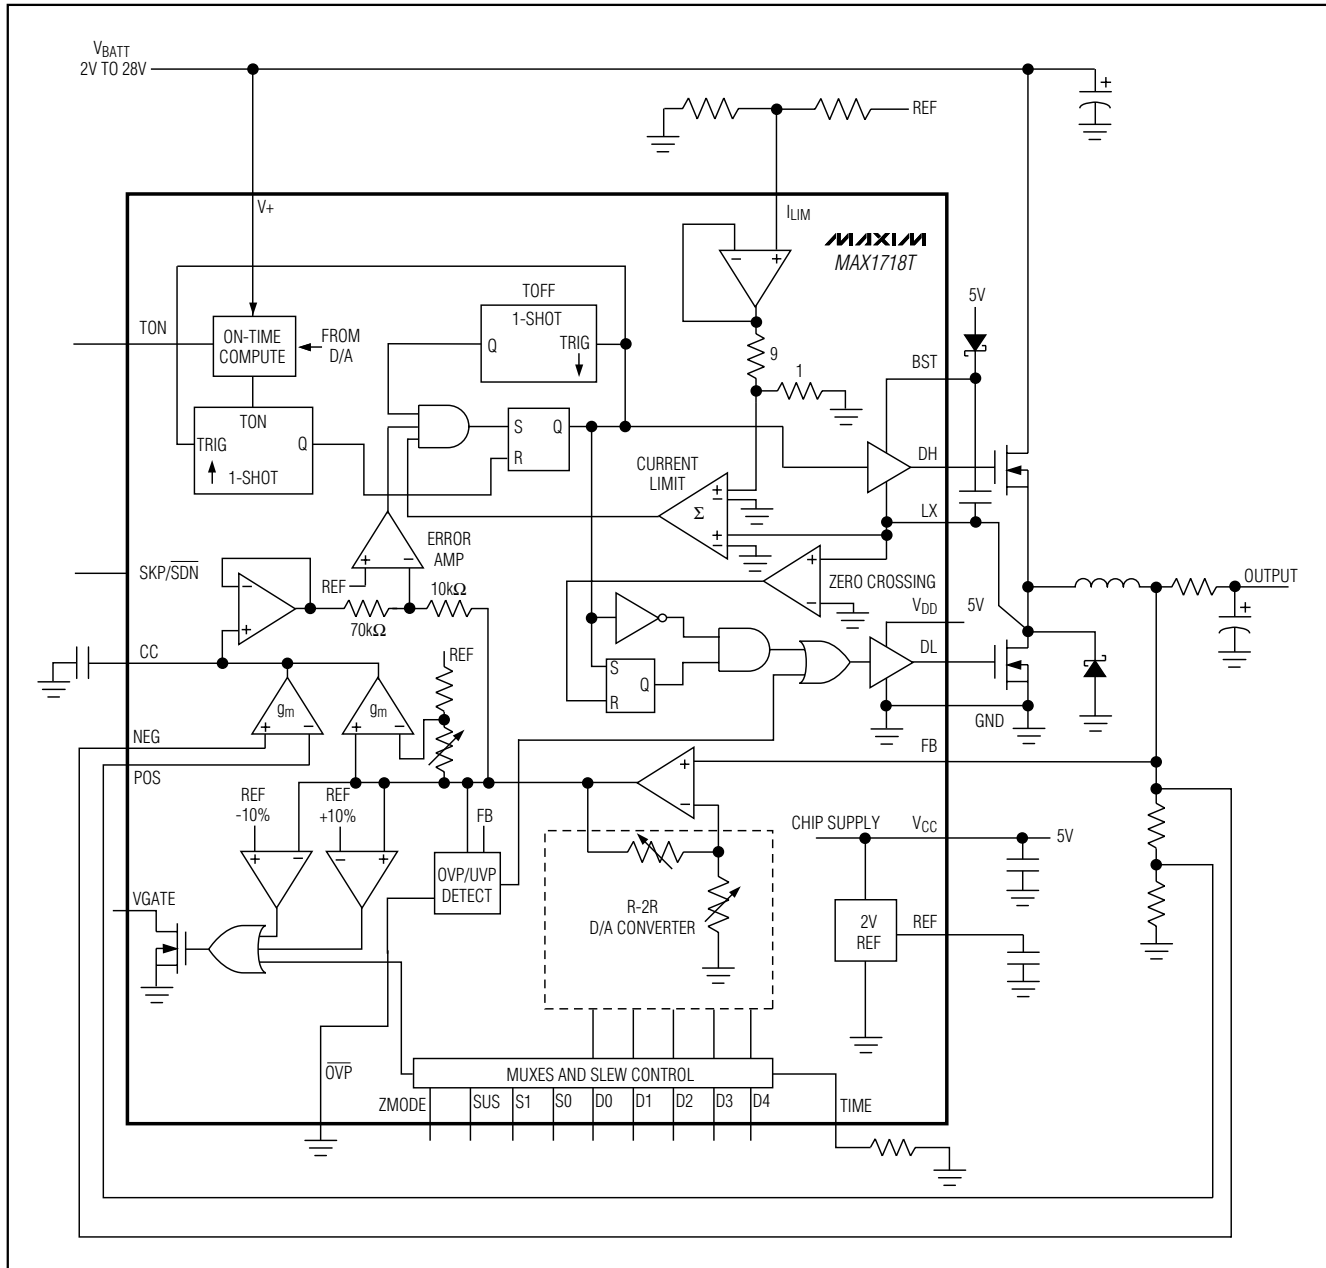 VBATT
2V TO 28V
REF
V+
ILIM
MAXIM
MAX1718T
-
+
TOFF
1-SHOT
Q
TRIG
5V
TON
ON-TIME
COMPUTE
FROM
D/A
9
1
BST
TON
TRIG
Q
1-SHOT
S
Q
R
CURRENT
LIMIT
+
-
Σ
+
-
DH
LX
ERROR
AMP
+
-
SKP/SDN
-
+
REF
10kΩ
70kΩ
+
-
ZERO CROSSING
VDD
5V
OUTPUT
+
+
CC
REF
S
Q
R
DL
gm
+
-
gm
+
-
GND
NEG
POS
FB
+
-
REF
-10%
REF
+10%
FB
+
-
-
+
OVP/UVP
DETECT
CHIP SUPPLY
VCC
5V
VGATE
R-2R
D/A CONVERTER
2V
REF
REF
OVP
MUXES AND SLEW CONTROL
ZMODE
SUS
S1
S0
D0
D1
D2
D3
D4
TIME